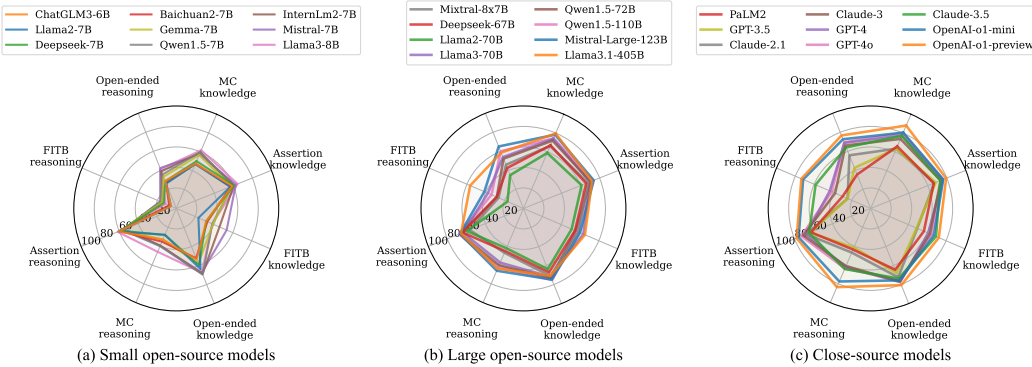 ChatGLM3-6B
Llama2-7B
Deepseek-7B
Baichuan2-7B
Gemma-7B
Qwen1.5-7B
InternLm2-7B
Mistral-7B
Llama3-8B
Open-ended
reasoning
MC
knowledge
FITB
reasoning
Assertion
knowledge
Assertion
reasoning
FITB
knowledge
MC
reasoning
Open-ended
knowledge
20
40
60
80
100
(a) Small open-source models
Mixtral-8x7B
Deepseek-67B
Llama2-70B
Llama3-70B
Qwen1.5-72B
Qwen1.5-110B
Mistral-Large-123B
Llama3.1-405B
Open-ended
reasoning
MC
knowledge
FITB
reasoning
Assertion
knowledge
Assertion
reasoning
FITB
knowledge
MC
reasoning
Open-ended
knowledge
20
40
60
80
100
(b) Large open-source models
PaLM2
GPT-3.5
Claude-2.1
Claude-3
GPT-4
GPT-4o
Claude-3.5
OpenAI-o1-mini
OpenAI-o1-preview
Open-ended
reasoning
MC
knowledge
FITB
reasoning
Assertion
knowledge
Assertion
reasoning
FITB
knowledge
MC
reasoning
Open-ended
knowledge
20
40
60
80
100
(c) Close-source models